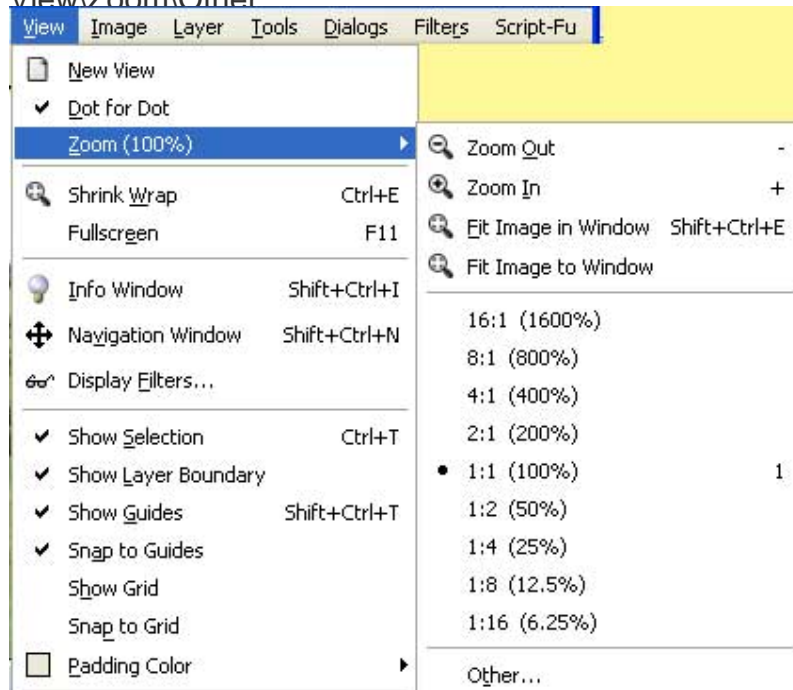 View\Zoom\Other
View Image Layer Tools Dialogs Filters Script-Fu
New View
Dot for Dot
Zoom (100%)
Shrink Wrap Ctrl+E
Fullscreen F11
Info Window Shift+Ctrl+I
Navigation Window Shift+Ctrl+N
Display Filters...
Show Selection Ctrl+T
Show Layer Boundary
Show Guides Shift+Ctrl+T
Snap to Guides
Show Grid
Snap to Grid
Padding Color
Zoom Out -
Zoom In +
Fit Image in Window Shift+Ctrl+E
Fit Image to Window
16:1 (1600%)
8:1 (800%)
4:1 (400%)
2:1 (200%)
1:1 (100%) 1
1:2 (50%)
1:4 (25%)
1:8 (12.5%)
1:16 (6.25%)
Other...